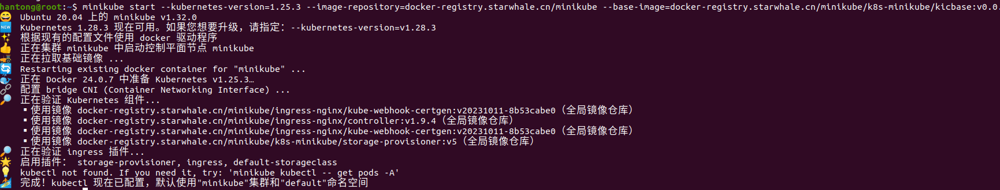 hantong@root:~$ minikube start --kubernetes-version=1.25.3 --image-repository=docker-registry.starwhale.cn/minikube --base-image=docker-registry.starwhale.cn/minikube/k8s-minikube/kicbase:v0.0.
Ubuntu 20.04 上的 minikube v1.32.0
NEW Kubernetes 1.28.3 现在可用。如果您想要升级，请指定：--kubernetes-version=v1.28.3
根据现有的配置文件使用 docker 驱动程序
正在集群 minikube 中启动控制平面节点 minikube
正在拉取基础镜像 ...
Restarting existing docker container for "minikube" ...
正在 Docker 24.0.7 中准备 Kubernetes v1.25.3…
配置 bridge CNI (Container Networking Interface) ...
正在验证 Kubernetes 组件...
▪ 使用镜像 docker-registry.starwhale.cn/minikube/ingress-nginx/kube-webhook-certgen:v20231011-8b53cabe0（全局镜像仓库）
▪ 使用镜像 docker-registry.starwhale.cn/minikube/ingress-nginx/controller:v1.9.4（全局镜像仓库）
▪ 使用镜像 docker-registry.starwhale.cn/minikube/ingress-nginx/kube-webhook-certgen:v20231011-8b53cabe0（全局镜像仓库）
▪ 使用镜像 docker-registry.starwhale.cn/minikube/k8s-minikube/storage-provisioner:v5（全局镜像仓库）
正在验证 ingress 插件...
启用插件： storage-provisioner, ingress, default-storageclass
kubectl not found. If you need it, try: 'minikube kubectl -- get pods -A'
完成！kubectl 现在已配置，默认使用"minikube"集群和"default"命名空间